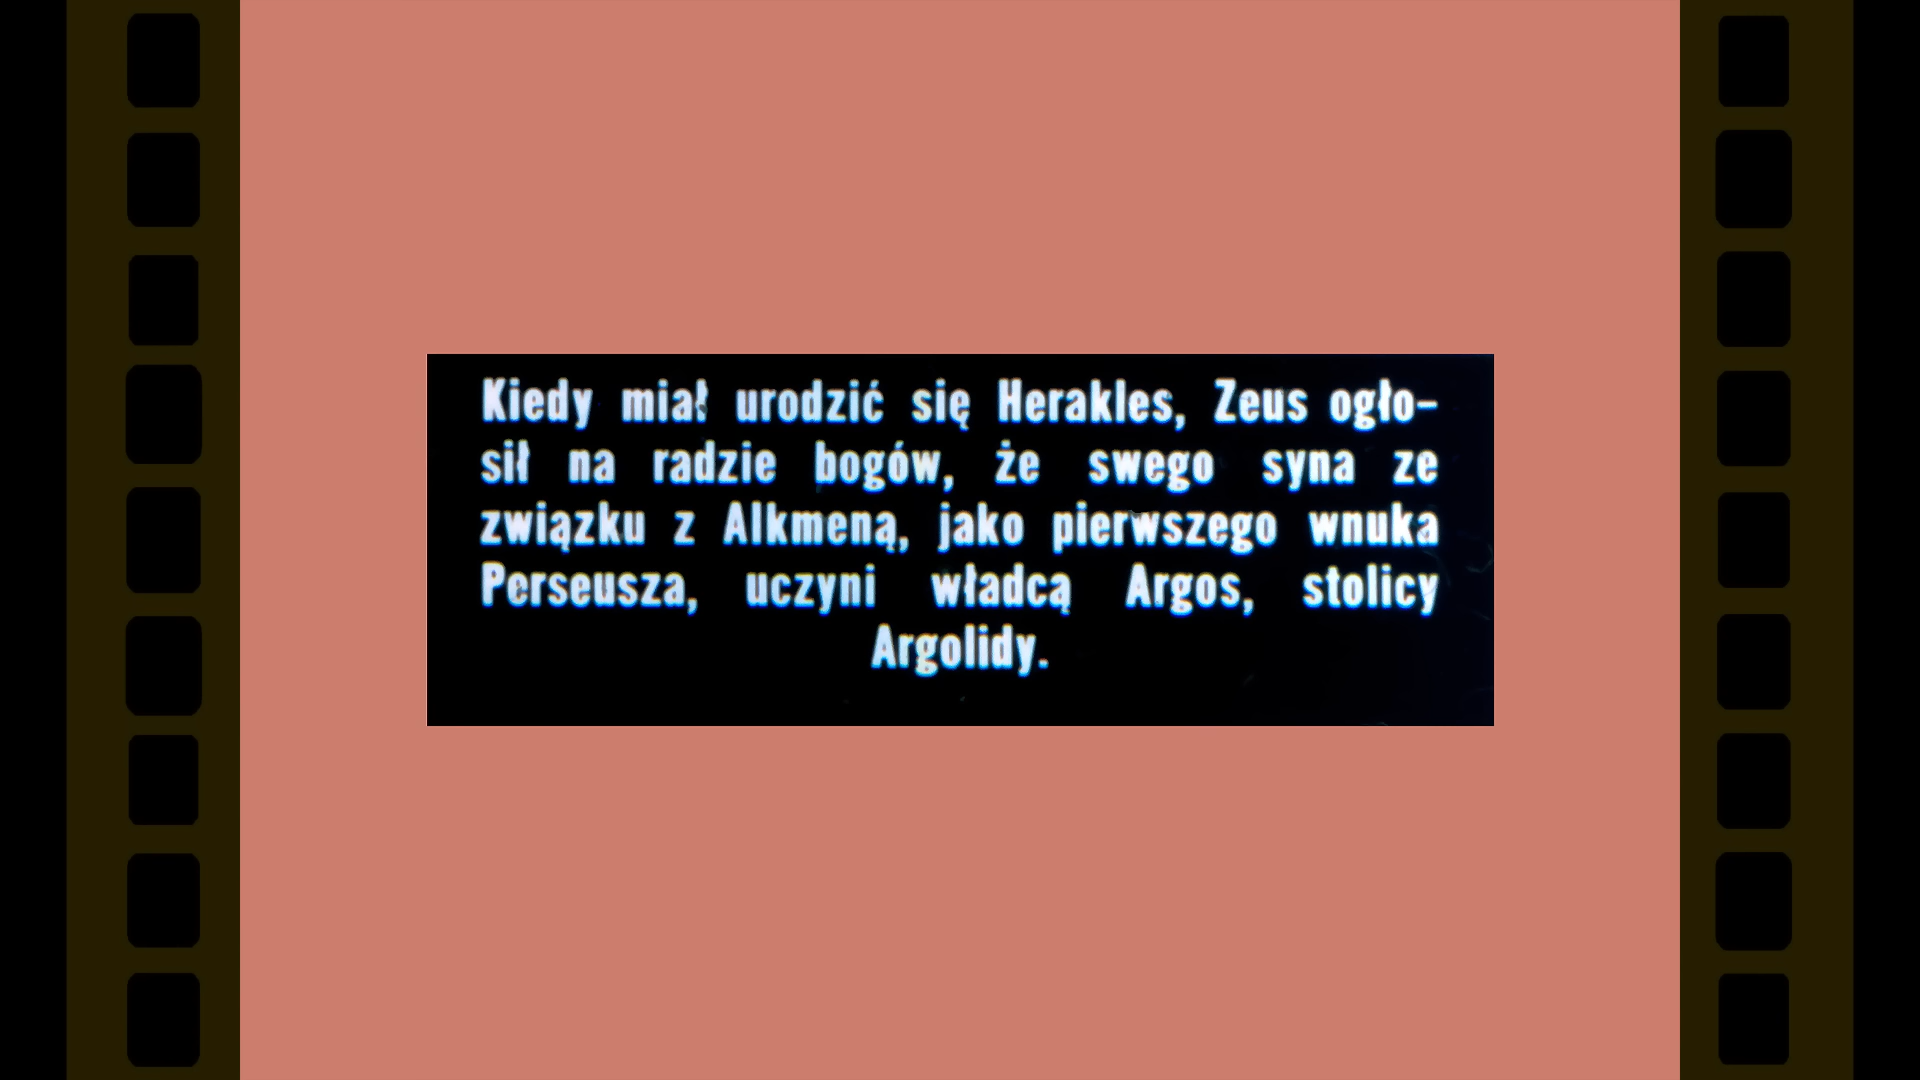 Kiedy miał urodzić się Herakles, Zeus ogło-
sił na radzie bogów, że swego syna ze
związku z Alkmeną, jako pierwszego wnuka
Perseusza, uczyni władcą Argos, stolicy
Argolidy.